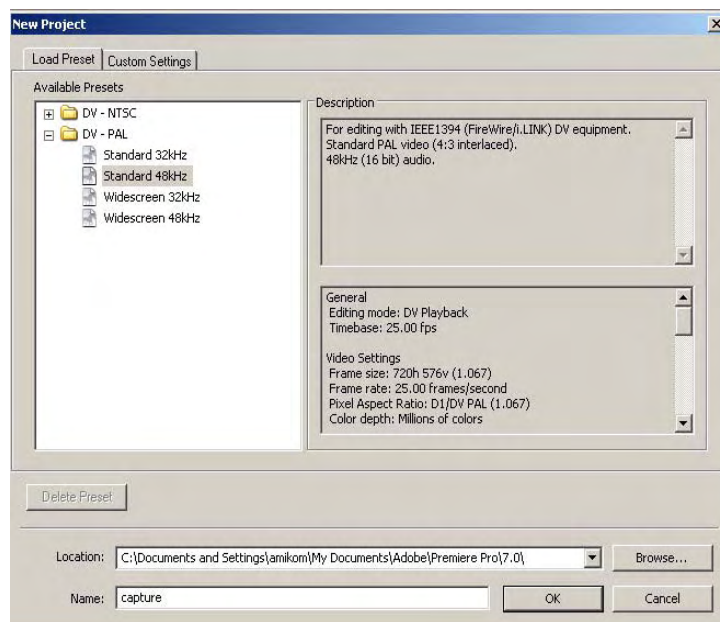 New Project
Load Preset
Custom Settings
Available Presets
DV - NTSC
DV - PAL
Standard 32kHz
Standard 48kHz
Widescreen 32kHz
Widescreen 48kHz
Description
For editing with IEEE1394 (FireWire/i.LINK) DV equipment.
Standard PAL video (4:3 interlaced).
48kHz (16 bit) audio.
General
Editing mode: DV Playback
Timebase: 25.00 fps
Video Settings
Frame size: 720h 576v (1.067)
Frame rate: 25.00 frames/second
Pixel Aspect Ratio: D1/DV PAL (1.067)
Color depth: Millions of colors
Delete Preset
Location: C:\Documents and Settings\amikom\My Documents\Adobe\Premiere Pro\7.0\ Browse...
Name: capture OK Cancel